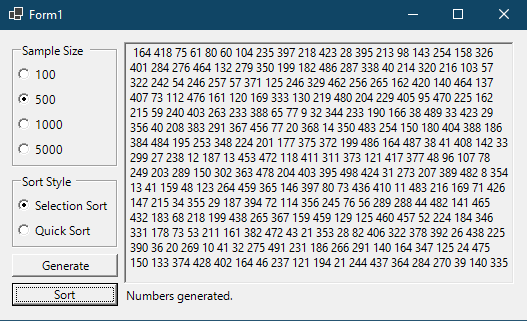 Form1
Sample Size
100
500
1000
5000
Sort Style
Selection Sort
Quick Sort
Generate
Sort
164 418 75 61 80 60 104 235 397 218 423 28 395 213 98 143 254 158 326
401 284 276 464 132 279 350 199 182 486 287 338 40 214 320 216 103 57
322 242 54 246 257 57 371 125 246 329 462 256 265 162 420 140 464 137
407 73 112 476 161 120 169 333 130 219 480 204 229 405 95 470 225 162
215 59 240 403 263 233 388 65 77 9 32 344 233 190 166 38 489 33 423 29
356 40 208 383 291 367 456 77 20 368 14 350 483 254 150 180 404 388 186
384 484 195 253 348 224 201 177 375 372 199 486 164 487 38 41 408 142 33
299 27 238 12 187 13 453 472 118 411 311 373 121 417 377 48 96 107 78
249 203 289 150 302 363 478 204 403 395 498 424 31 273 207 389 482 8 354
13 41 159 48 123 264 459 365 146 397 80 73 436 410 11 483 216 169 71 426
147 215 34 355 29 187 394 72 114 356 245 76 56 289 288 44 482 141 465
432 183 68 218 199 438 265 367 159 459 129 125 460 457 52 224 184 346
331 178 73 53 211 161 382 472 43 21 353 28 82 406 322 378 392 26 438 225
390 36 20 269 10 41 32 275 491 231 186 266 291 140 164 347 125 24 475
150 133 374 428 402 164 46 237 121 194 21 244 437 364 284 270 39 140 335
Numbers generated.